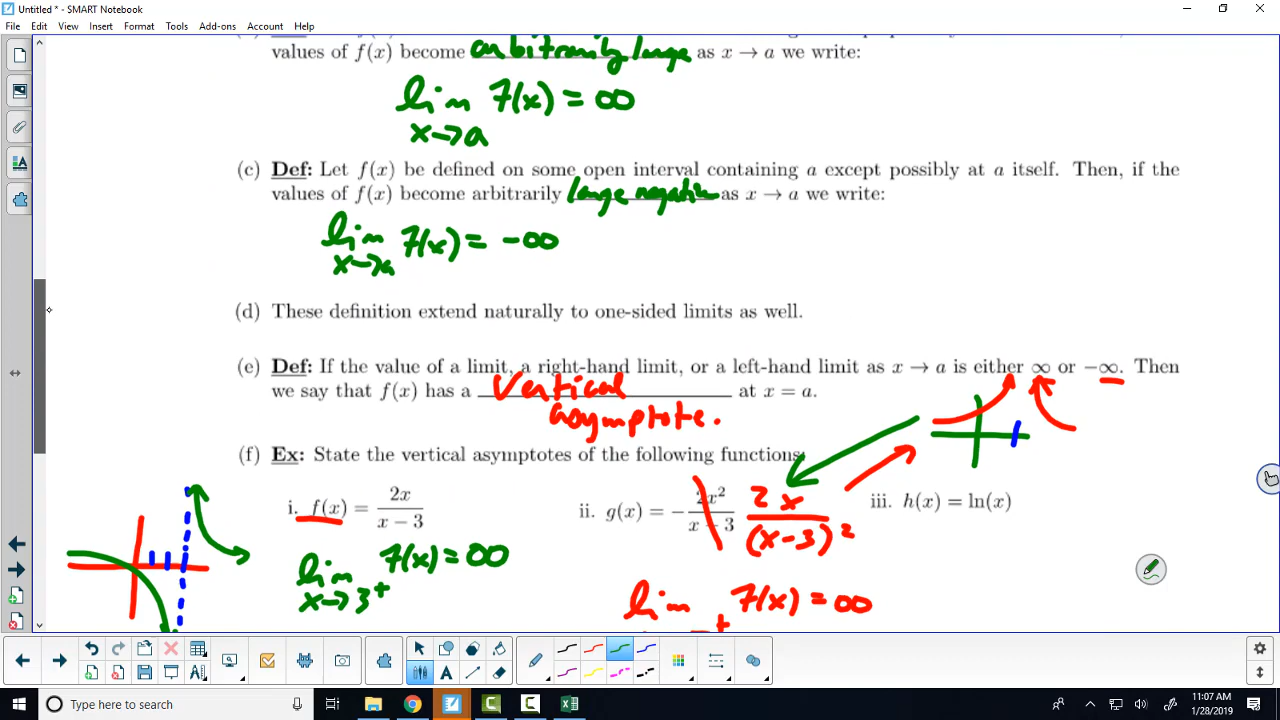 Untitled * - SMART Notebook
File Edit View Insert Format Tools Add-ons Account Help
values of f(x) become arbitrarily large as x → a we write:
lim f(x) = ∞
x→a
(c) Def: Let f(x) be defined on some open interval containing a except possibly at a itself. Then, if the
values of f(x) become arbitrarily large negative as x → a we write:
lim f(x) = -∞
x→a
(d) These definition extend naturally to one-sided limits as well.
(e) Def: If the value of a limit, a right-hand limit, or a left-hand limit as x → a is either ∞ or −∞. Then
we say that f(x) has a Vertical at x = a.
asymptote.
(f) Ex: State the vertical asymptotes of the following functions:
i. f(x) = 2x / x − 3
ii. g(x) = − 2x² / x − 3
2x / (x-3)²
iii. h(x) = ln(x)
lim f(x) = ∞
x→3⁺
lim f(x) = ∞
A
Type here to search
11:07 AM
1/28/2019